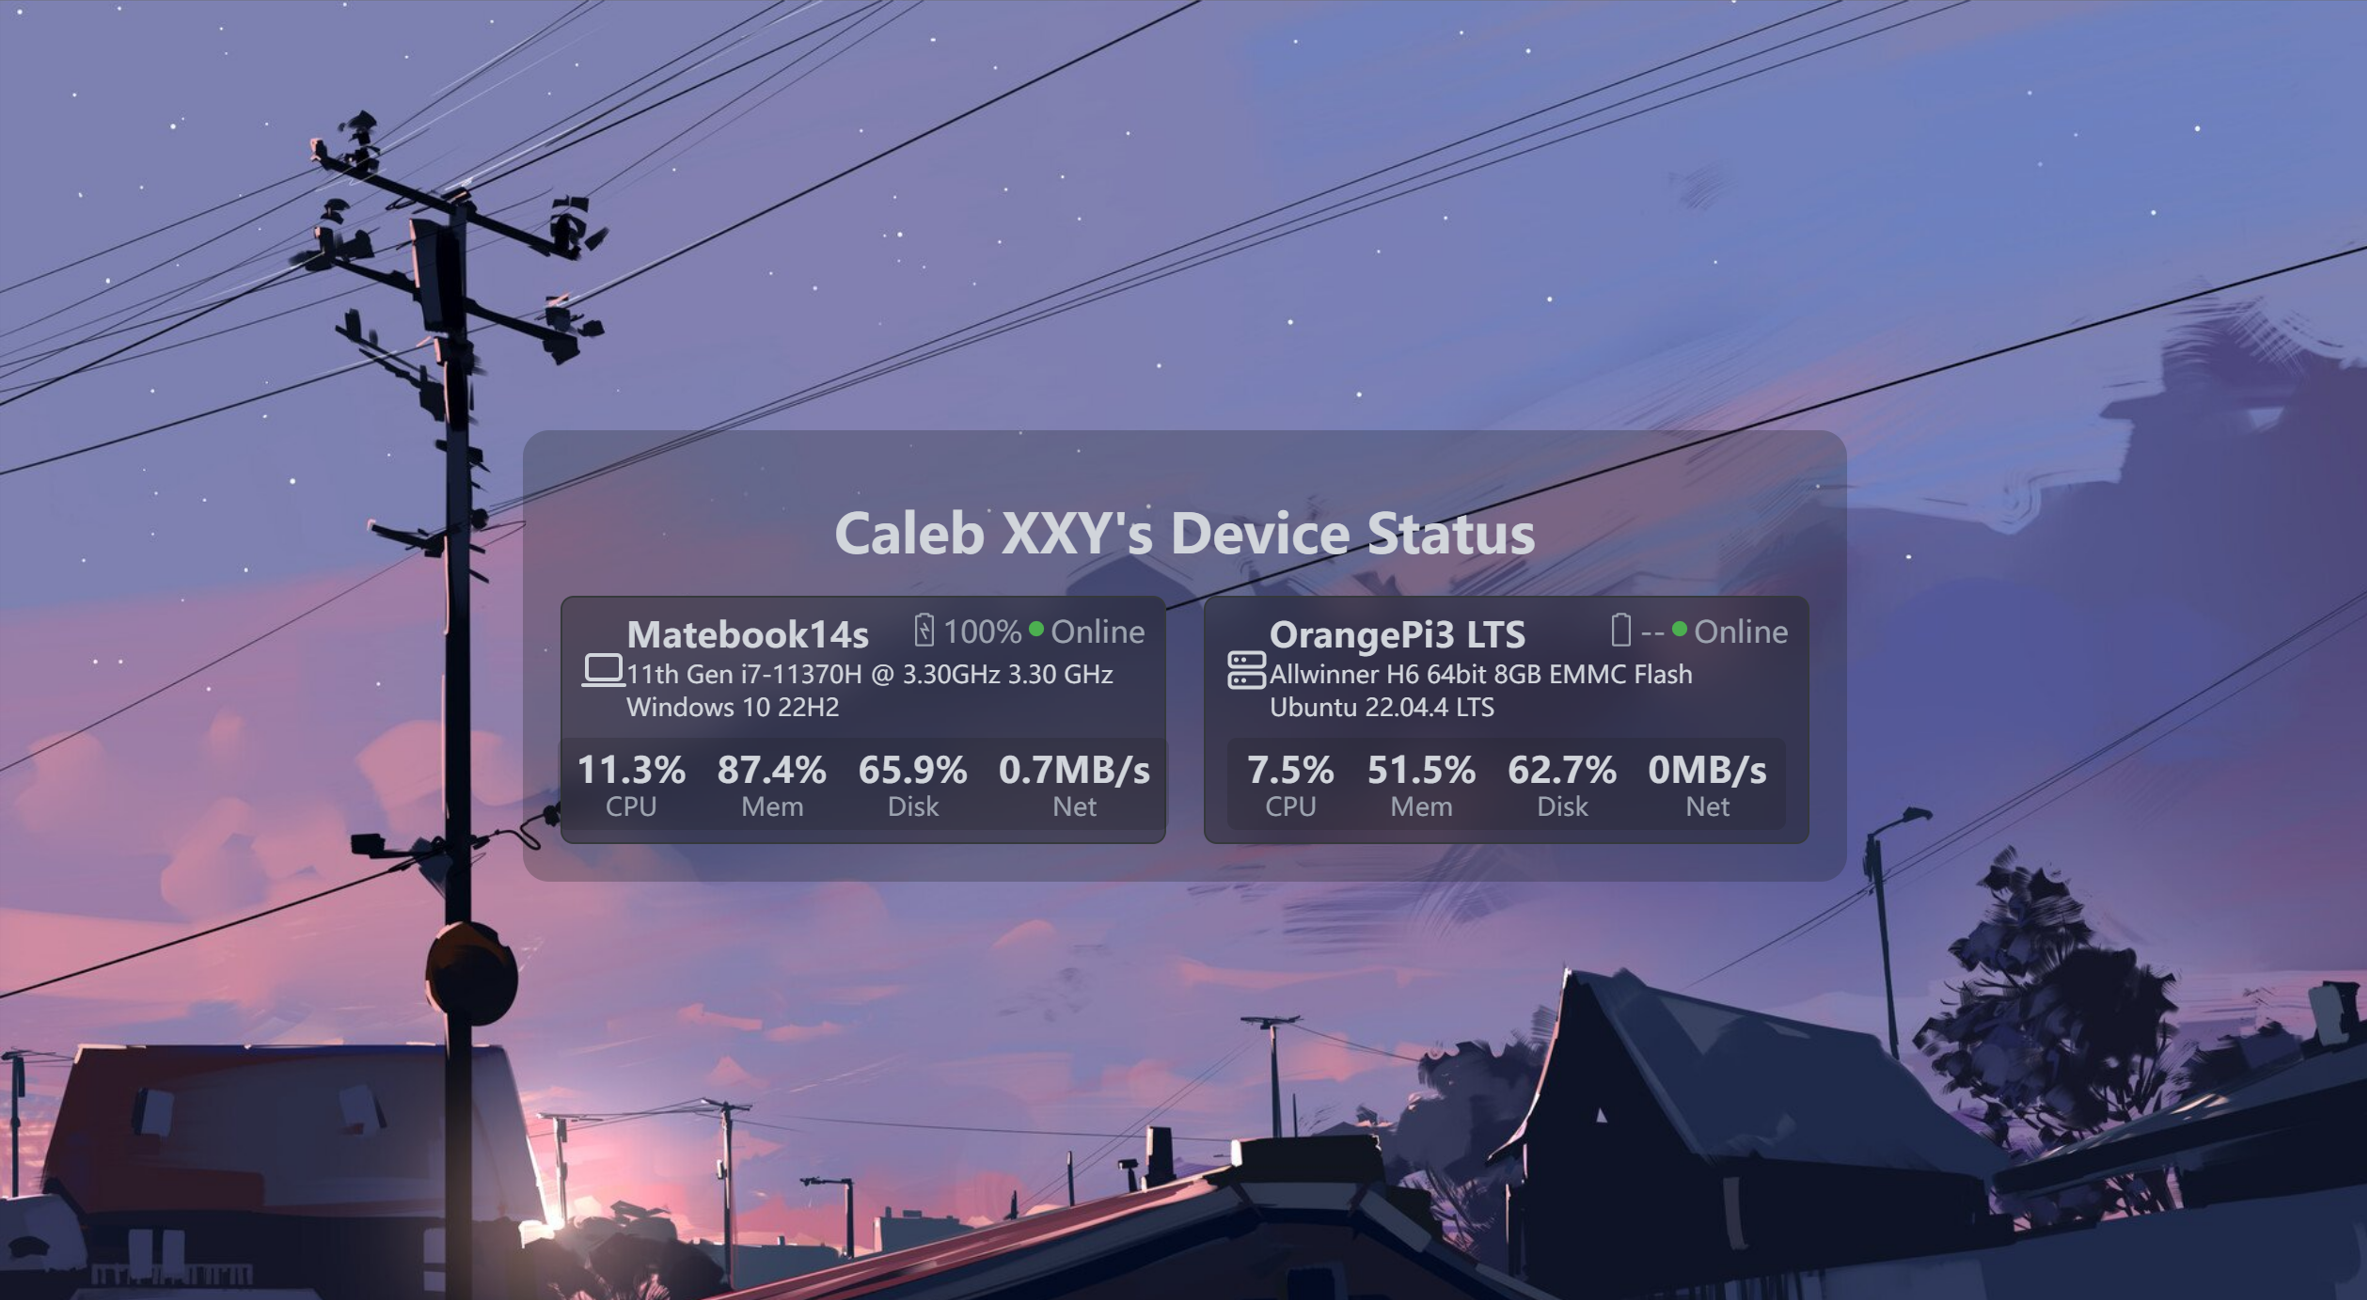 Caleb XXY's Device Status
Matebook14s 100% Online
11th Gen i7-11370H @ 3.30GHz 3.30 GHz
Windows 10 22H2
11.3% 87.4% 65.9% 0.7MB/s
CPU Mem Disk Net
OrangePi3 LTS -- Online
Allwinner H6 64bit 8GB EMMC Flash
Ubuntu 22.04.4 LTS
7.5% 51.5% 62.7% 0MB/s
CPU Mem Disk Net